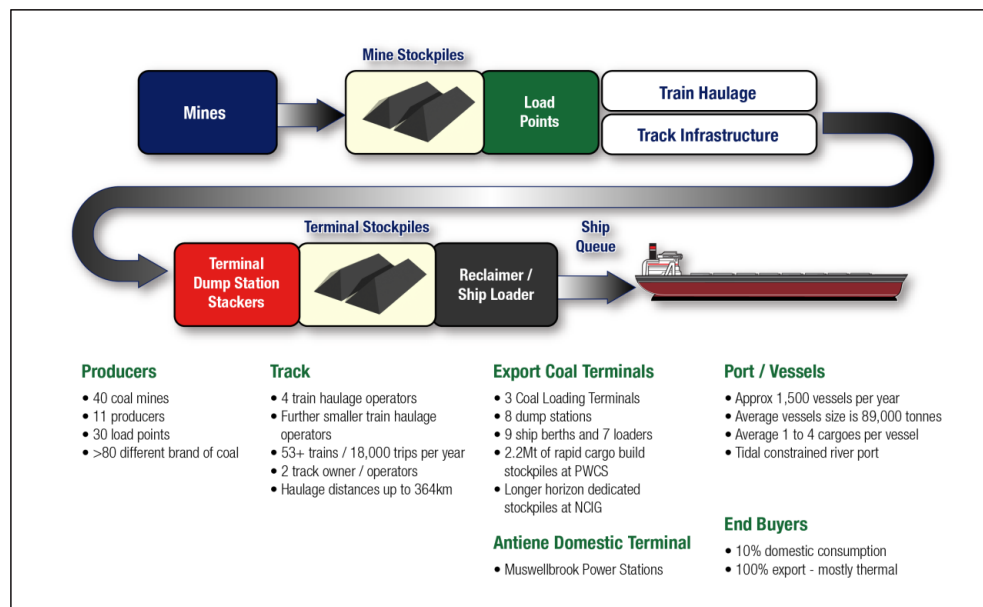 Mine Stockpiles
Mines
Load
Points
Train Haulage
Track Infrastructure
Terminal Stockpiles
Ship
Queue
Terminal
Dump Station
Stackers
Reclaimer /
Ship Loader
Producers
• 40 coal mines
• 11 producers
• 30 load points
• >80 different brand of coal
Track
• 4 train haulage operators
• Further smaller train haulage
operators
• 53+ trains / 18,000 trips per year
• 2 track owner / operators
• Haulage distances up to 364km
Export Coal Terminals
• 3 Coal Loading Terminals
• 8 dump stations
• 9 ship berths and 7 loaders
• 2.2Mt of rapid cargo build
stockpiles at PWCS
• Longer horizon dedicated
stockpiles at NCIG
Antiene Domestic Terminal
• Muswellbrook Power Stations
Port / Vessels
• Approx 1,500 vessels per year
• Average vessels size is 89,000 tonnes
• Average 1 to 4 cargoes per vessel
• Tidal constrained river port
End Buyers
• 10% domestic consumption
• 100% export - mostly thermal